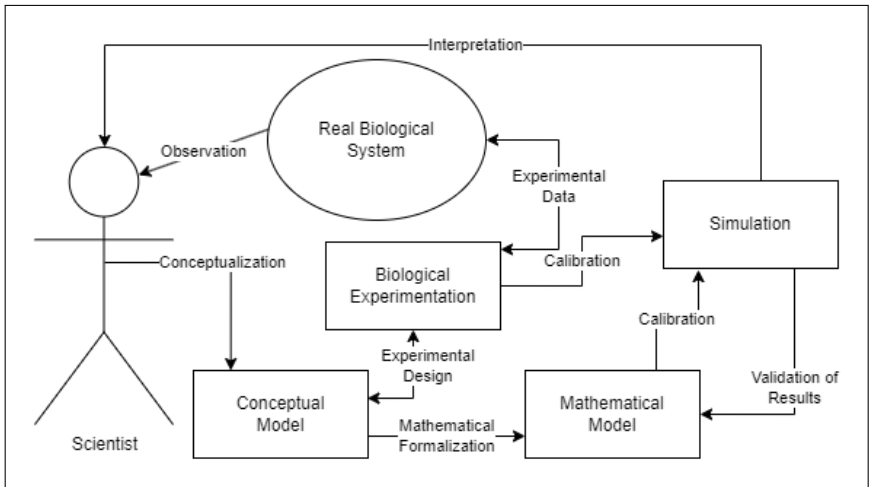 Interpretation
Real Biological
System
Observation
Experimental
Data
Simulation
Conceptualization
Biological
Experimentation
Calibration
Calibration
Experimental
Design
Validation of
Results
Conceptual
Model
Mathematical
Formalization
Mathematical
Model
Scientist